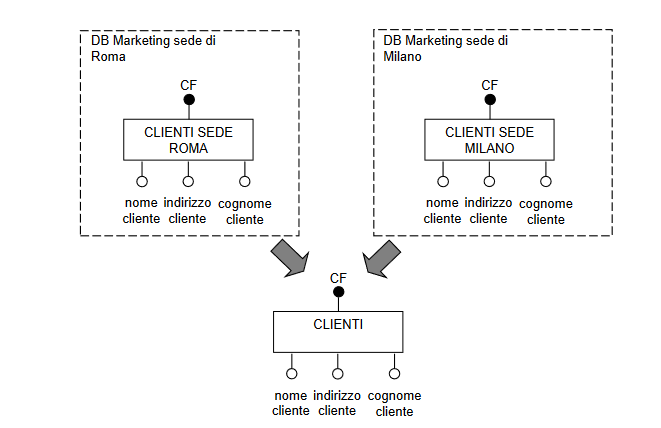 DB Marketing sede di
Roma
CF
CLIENTI SEDE
ROMA
nome
cliente
indirizzo
cliente
cognome
cliente
DB Marketing sede di
Milano
CF
CLIENTI SEDE
MILANO
nome
cliente
indirizzo
cliente
cognome
cliente
CF
CLIENTI
nome
cliente
indirizzo
cliente
cognome
cliente